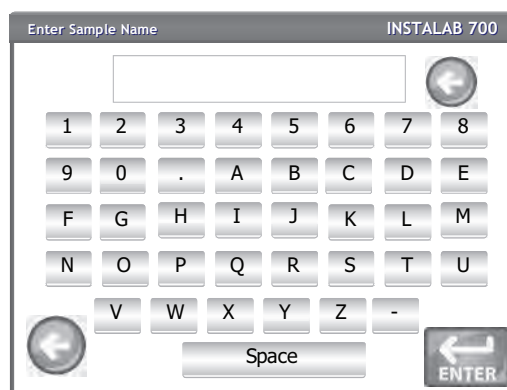 Enter Sample Name INSTALAB 700
1 2 3 4 5 6 7 8
9 0 . A B C D E
F G H I J K L M
N O P Q R S T U
V W X Y Z -
Space
ENTER